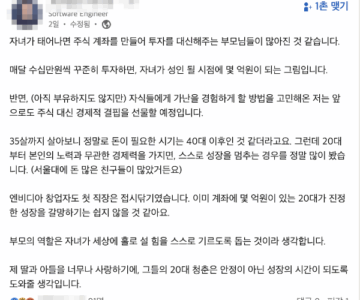 1촌 맺기
Software Engineer
2일 • 수정됨 •
자녀가 태어나면 주식 계좌를 만들어 투자를 대신해주는 부모님들이 많아진 것 같습니다.
매달 수십만원씩 꾸준히 투자하면, 자녀가 성인 될 시점에 몇 억원이 되는 그림입니다.
반면, (아직 부유하지도 않지만) 자식들에게 가난을 경험하게 할 방법을 고민해온 저는 앞
으로도 주식 대신 경제적 결핍을 선물할 예정입니다.
35살까지 살아보니 정말로 돈이 필요한 시기는 40대 이후인 것 같더라고요. 그런데 20대
부터 본인의 노력과 무관한 경제력을 가지면, 스스로 성장을 멈추는 경우를 정말 많이 봤습
니다. (서울대에 돈 많은 친구들이 많았거든요)
엔비디아 창업자도 첫 직장은 접시닦기였습니다. 이미 계좌에 몇 억원이 있는 20대가 진정
한 성장을 갈망하기는 쉽지 않을 것 같아요.
부모의 역할은 자녀가 세상에 홀로 설 힘을 스스로 기르도록 돕는 것이라 생각합니다.
제 딸과 아들을 너무나 사랑하기에, 그들의 20대 청춘은 안정이 아닌 성장의 시간이 되도록
도와줄 생각입니다.